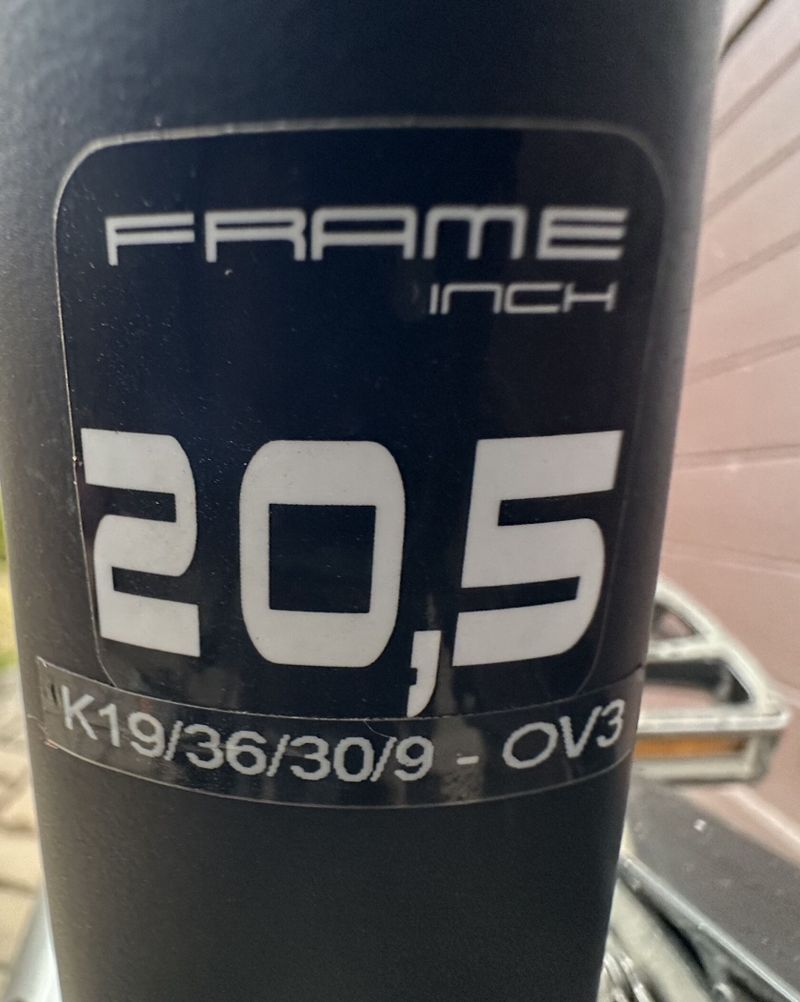 FRAME
INCH
20,5
K19/36/30/9 - OV3